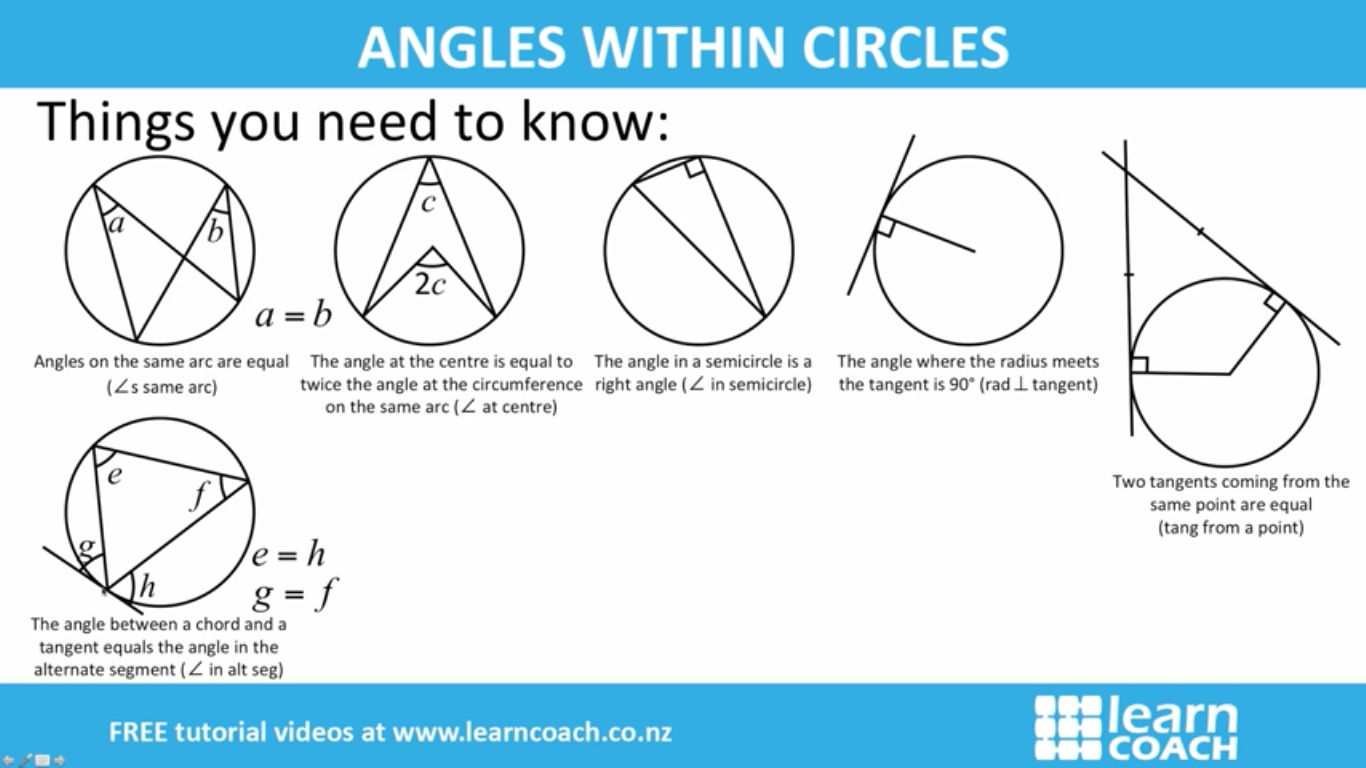 ANGLES WITHIN CIRCLES
Things you need to know:
a
b
a = b
Angles on the same arc are equal
(∠s same arc)
c
2c
The angle at the centre is equal to
twice the angle at the circumference
on the same arc (∠ at centre)
The angle in a semicircle is a
right angle (∠ in semicircle)
The angle where the radius meets
the tangent is 90° (rad ⊥ tangent)
Two tangents coming from the
same point are equal
(tang from a point)
e
f
g
h
e = h
g = f
The angle between a chord and a
tangent equals the angle in the
alternate segment (∠ in alt seg)
FREE tutorial videos at www.learncoach.co.nz
learn
COACH